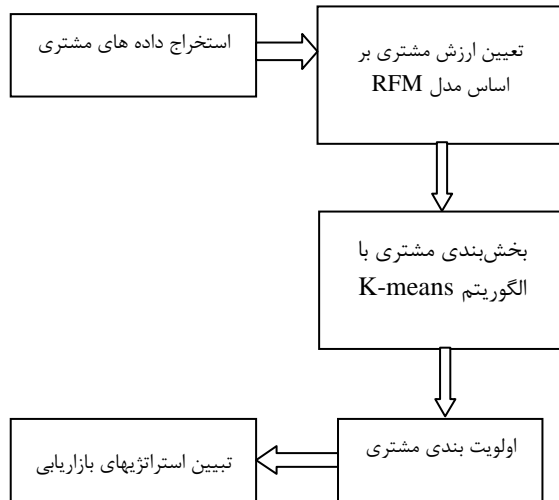 استخراج داده های مشتری
تعیین ارزش مشتری بر
اساس مدل RFM
بخش‌بندی مشتری با
الگوریتم K-means
اولویت بندی مشتری
تبیین استراتژیهای بازاریابی